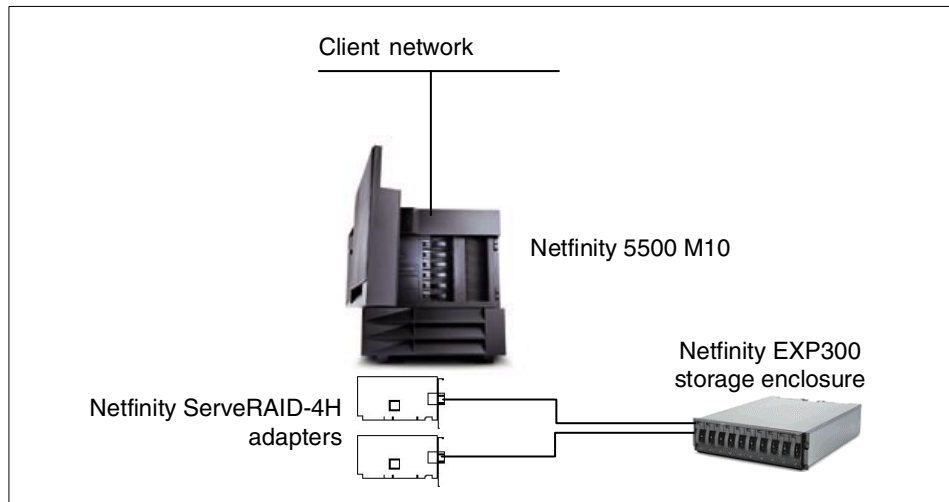 Client network
Netfinity 5500 M10
Netfinity EXP300
storage enclosure
Netfinity ServeRAID-4H
adapters